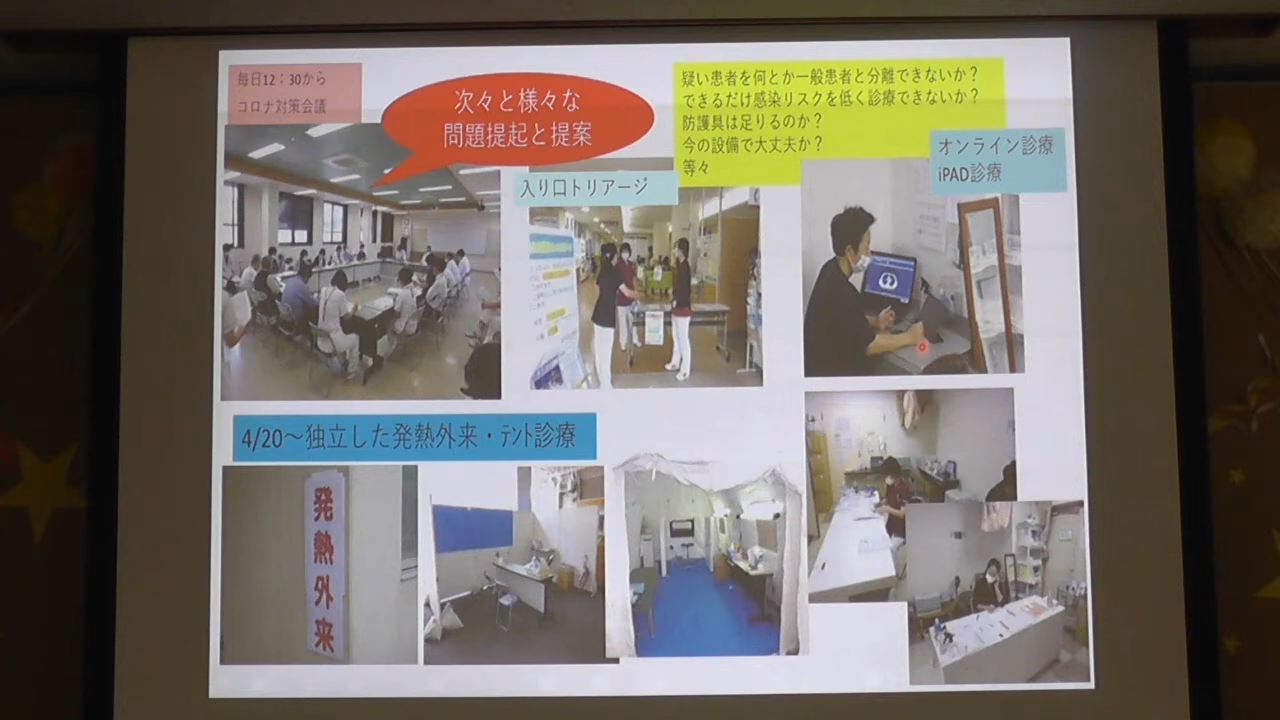 毎日12：30から
コロナ対策会議
次々と様々な
問題提起と提案
疑い患者を何とか一般患者と分離できないか？
できるだけ感染リスクを低く診療できないか？
防護具は足りるのか？
今の設備で大丈夫か？
等々
オンライン診療
iPAD診療
入り口トリアージ
4/20～独立した発熱外来・ﾃﾝﾄ診療
発熱外来